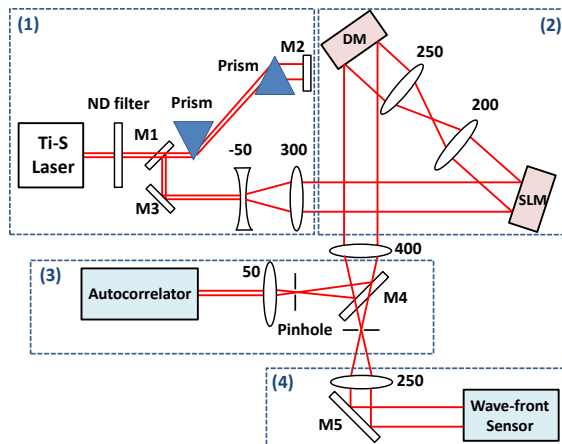 (1)
(2)
M2
DM
Prism
250
Prism
ND filter
200
M1
Ti-S
Laser
-50
300
SLM
M3
400
(3)
50
M4
Autocorrelator
Pinhole
(4)
250
M5
Wave-front
Sensor